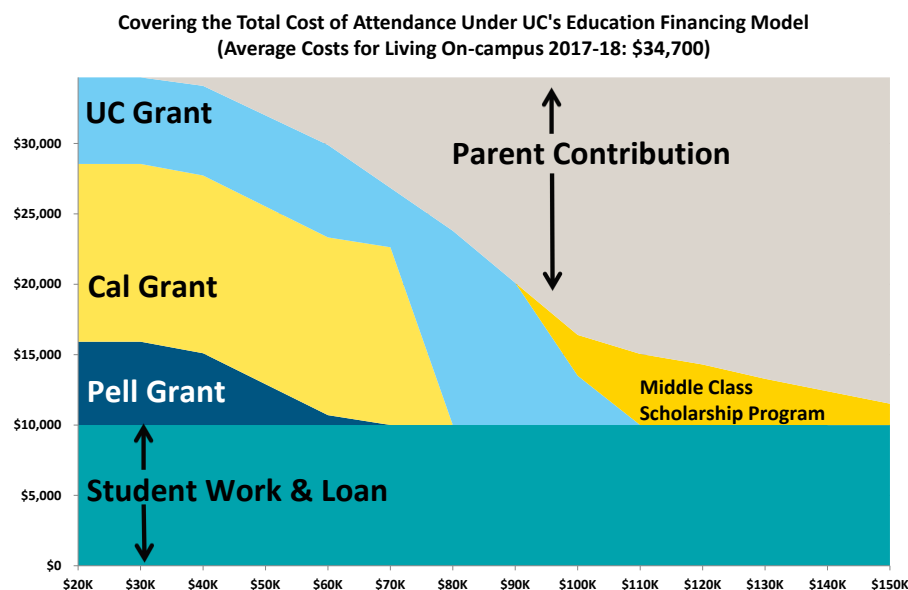 Covering the Total Cost of Attendance Under UC's Education Financing Model
(Average Costs for Living On-campus 2017-18: $34,700)
UC Grant
$30,000
Parent Contribution
$25,000
Cal Grant
$20,000
$15,000
Pell Grant
Middle Class
Scholarship Program
$10,000
Student Work & Loan
$5,000
$0
$20K $30K $40K $50K $60K $70K $80K $90K $100K $110K $120K $130K $140K $150K